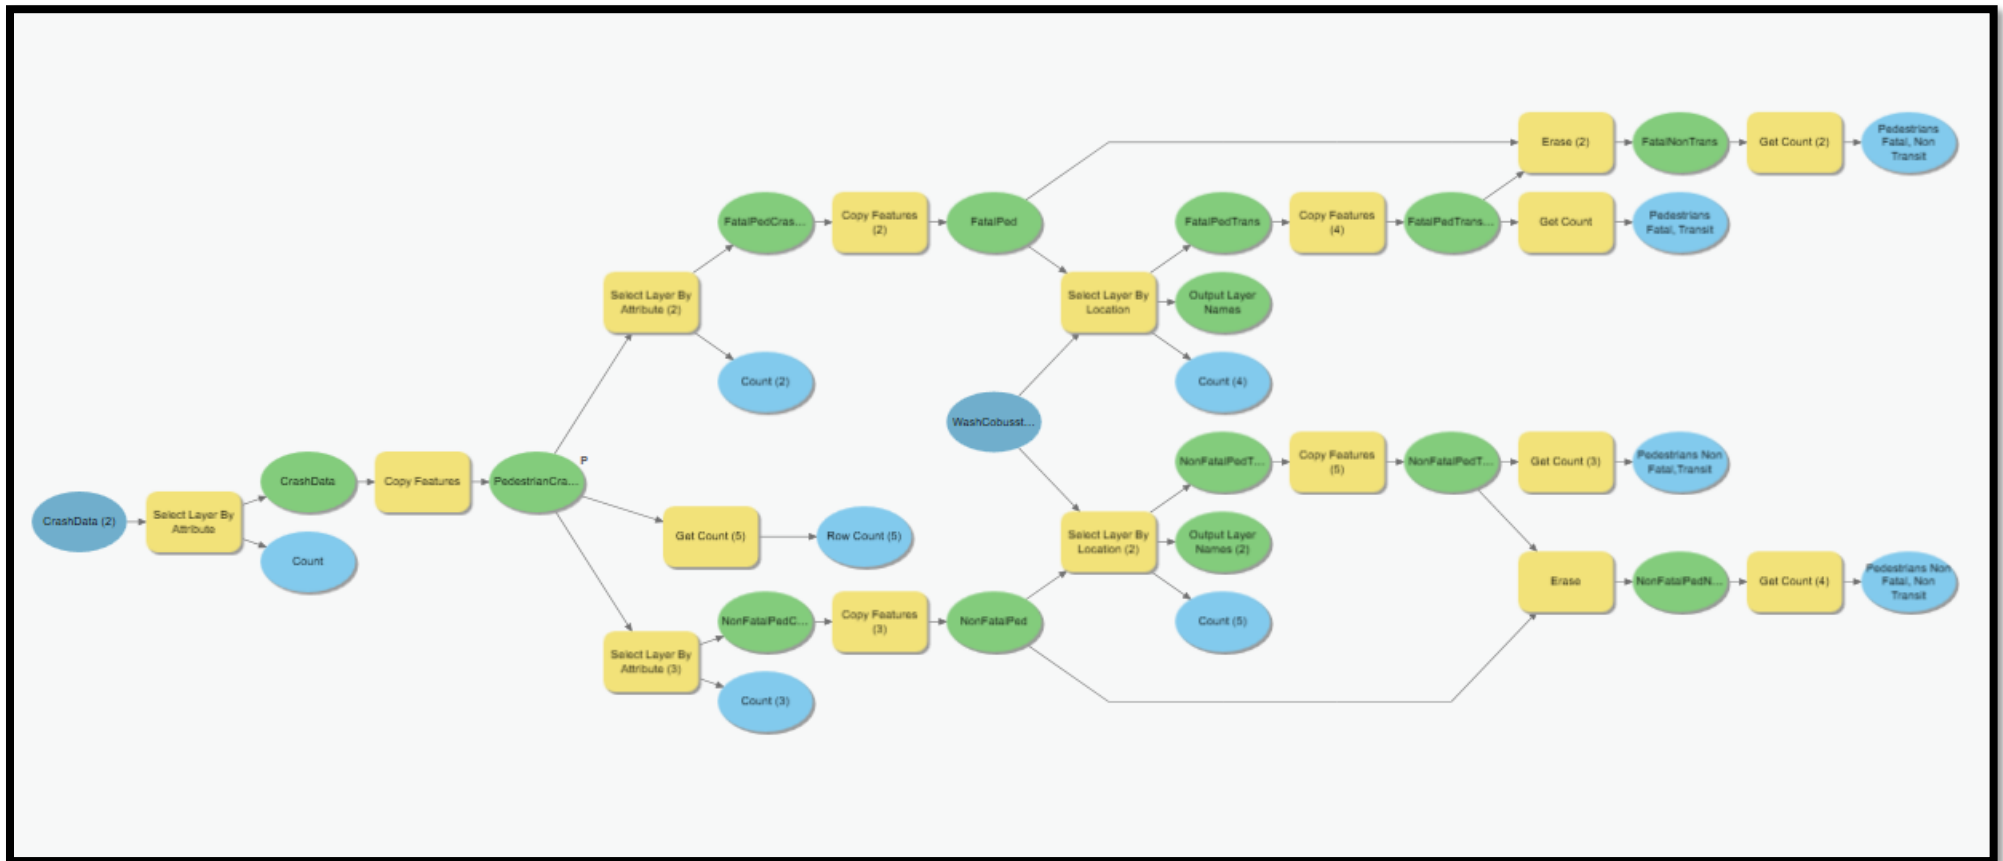 Erase (2)
FatalNonTrans
Get Count (2)
Pedestrians
Fatal, Non
Transit
FatalPedCras...
Copy Features
(2)
FatalPed
FatalPedTrans
Copy Features
(4)
FatalPedTrans...
Get Count
Pedestrians
Fatal, Transit
Select Layer By
Attribute (2)
Select Layer By
Location
Output Layer
Names
Count (2)
Count (4)
WashCobusst...
P
CrashData
Copy Features
PedestrianCra...
NonFatalPedT...
Copy Features
(5)
NonFatalPedT...
Get Count (3)
Pedestrians Non
Fatal,Transit
CrashData (2)
Select Layer By
Attribute
Count
Get Count (5)
Row Count (5)
Select Layer By
Location (2)
Output Layer
Names (2)
Erase
NonFatalPedN...
Get Count (4)
Pedestrians Non
Fatal, Non
Transit
NonFatalPedC...
Copy Features
(3)
NonFatalPed
Count (5)
Select Layer By
Attribute (3)
Count (3)